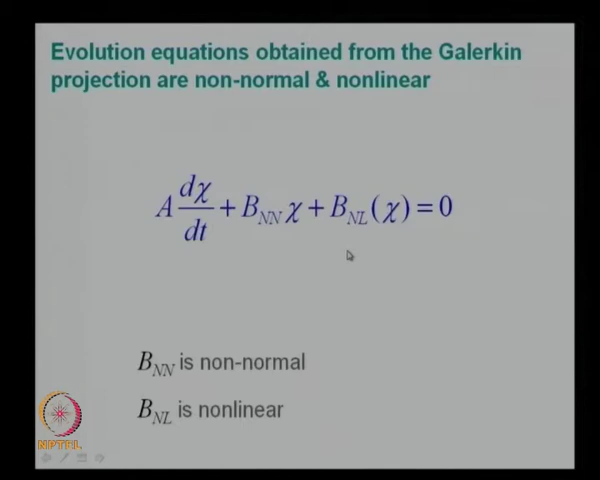 Evolution equations obtained from the Galerkin
projection are non-normal & nonlinear
A dχ/dt + B_NN χ + B_NL(χ) = 0
B_NN is non-normal
B_NL is nonlinear
NPTEL